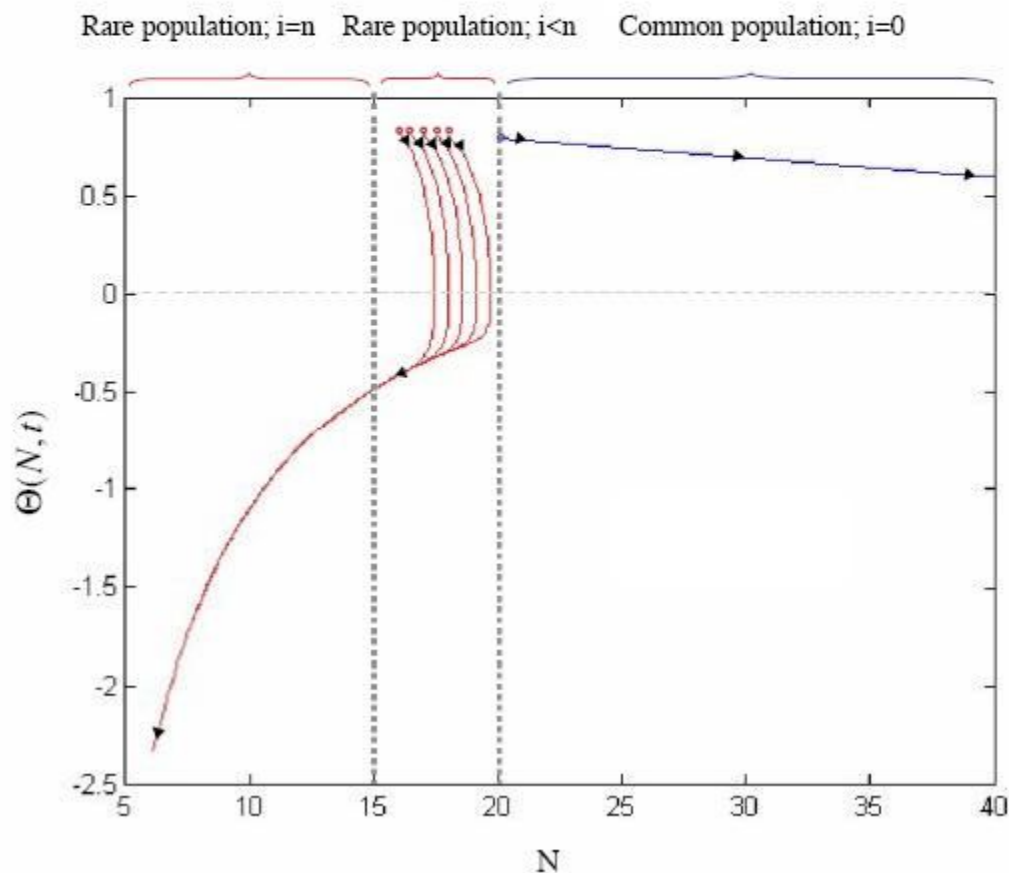 Rare population; i=n Rare population; i<n Common population; i=0
1
0.5
0
-0.5
-1
-1.5
-2
-2.5
Θ(N,t)
5 10 15 20 25 30 35 40
N